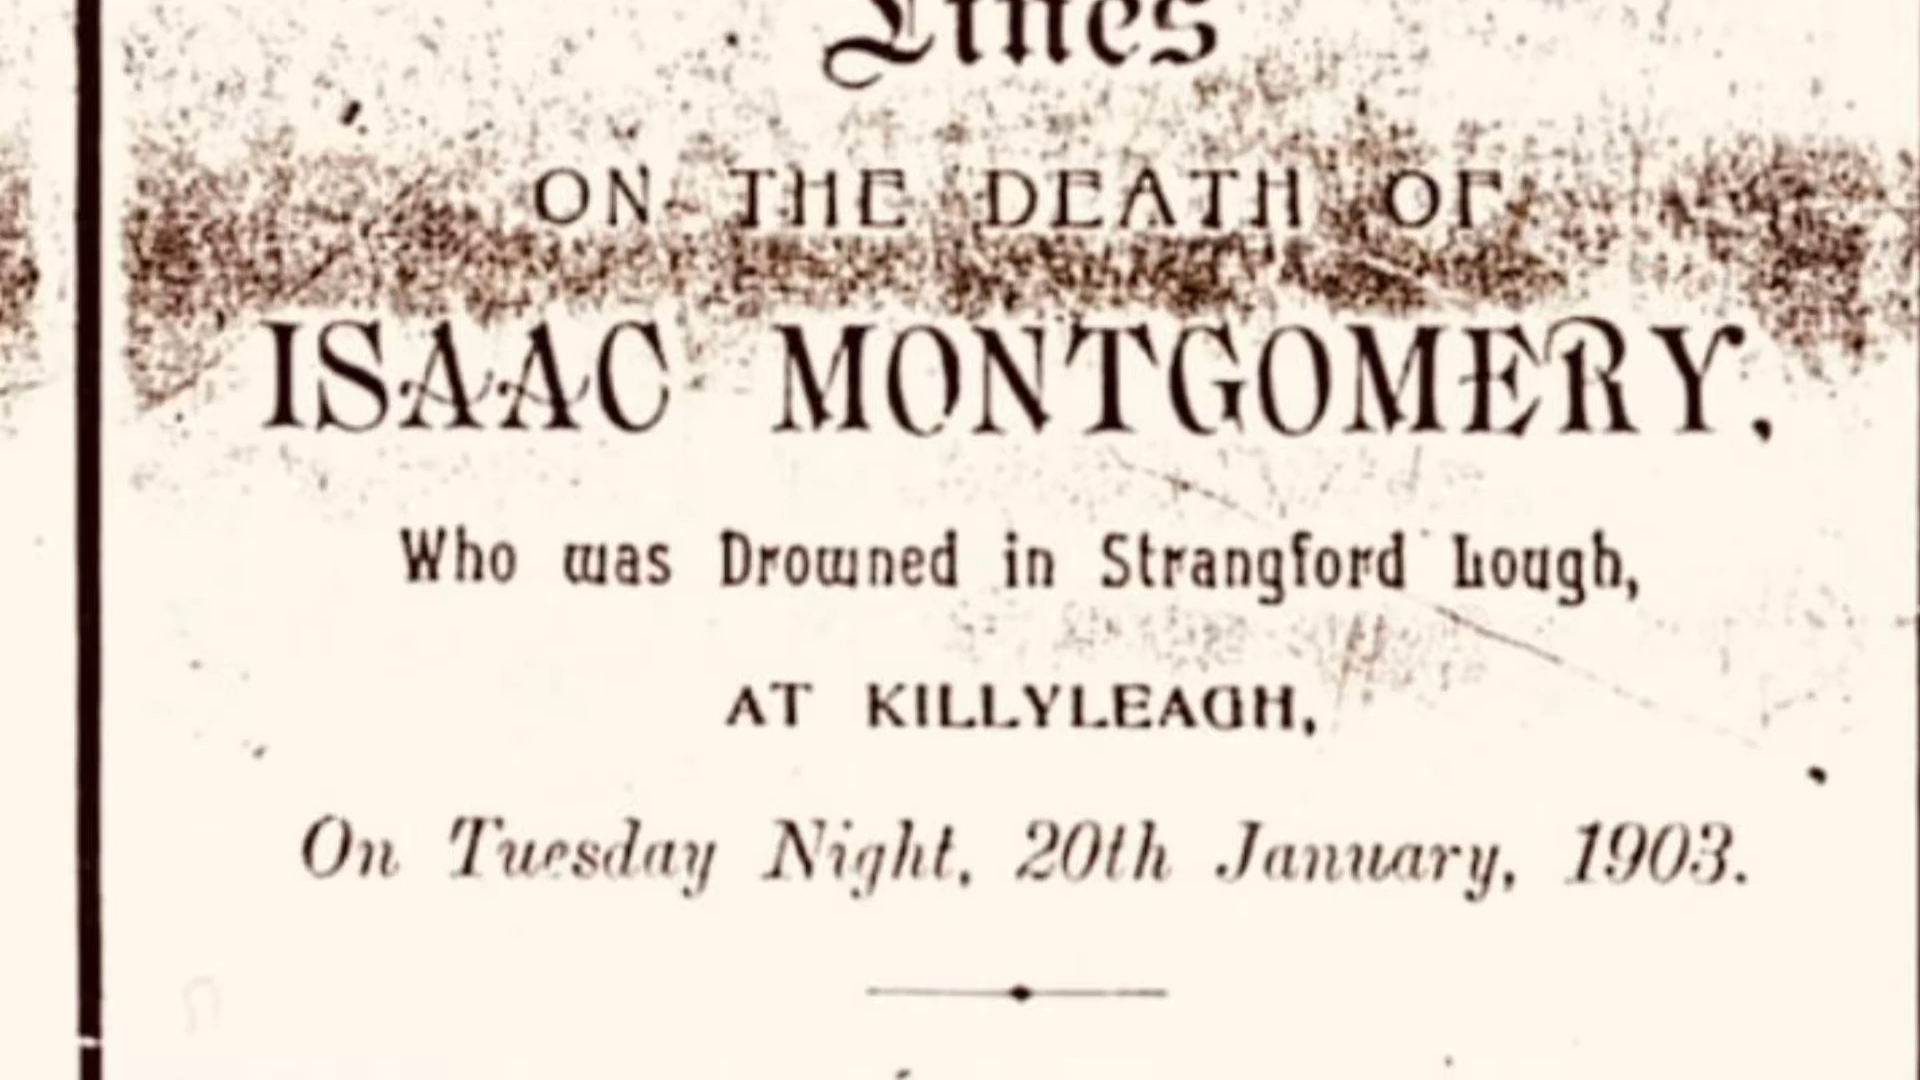 Lines
ON THE DEATH OF
ISAAC MONTGOMERY,
Who was Drowned in Strangford Lough,
AT KILLYLEAGH,
On Tuesday Night, 20th January, 1903.